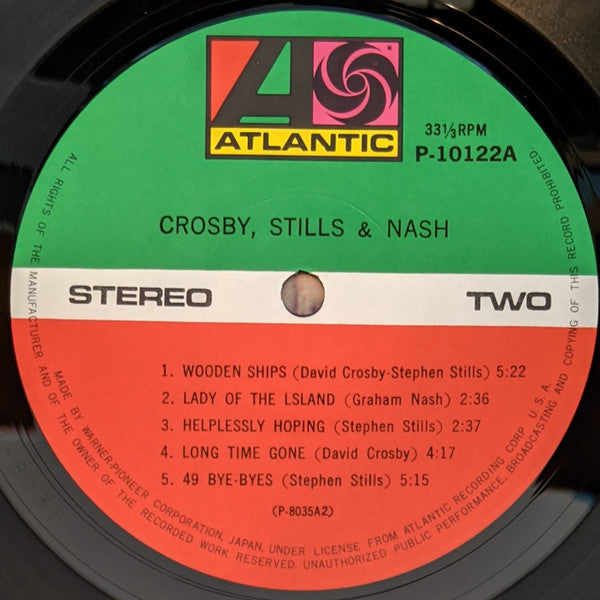 ATLANTIC
33⅓RPM
P-10122A
CROSBY, STILLS & NASH
STEREO
TWO
1. WOODEN SHIPS (David Crosby-Stephen Stills) 5:22
2. LADY OF THE LSLAND (Graham Nash) 2:36
3. HELPLESSLY HOPING (Stephen Stills) 2:37
4. LONG TIME GONE (David Crosby) 4:17
5. 49 BYE-BYES (Stephen Stills) 5:15
(P-8035A2)
ALL RIGHTS OF THE MANUFACTURER AND OF THE OWNER OF THE RECORDED WORK RESERVED. UNAUTHORIZED PUBLIC PERFORMANCE, BROADCASTING AND COPYING OF THIS RECORD PROHIBITED.
MADE BY WARNER-PIONEER CORPORATION, JAPAN, UNDER LICENSE FROM ATLANTIC RECORDING CORP U.S.A.